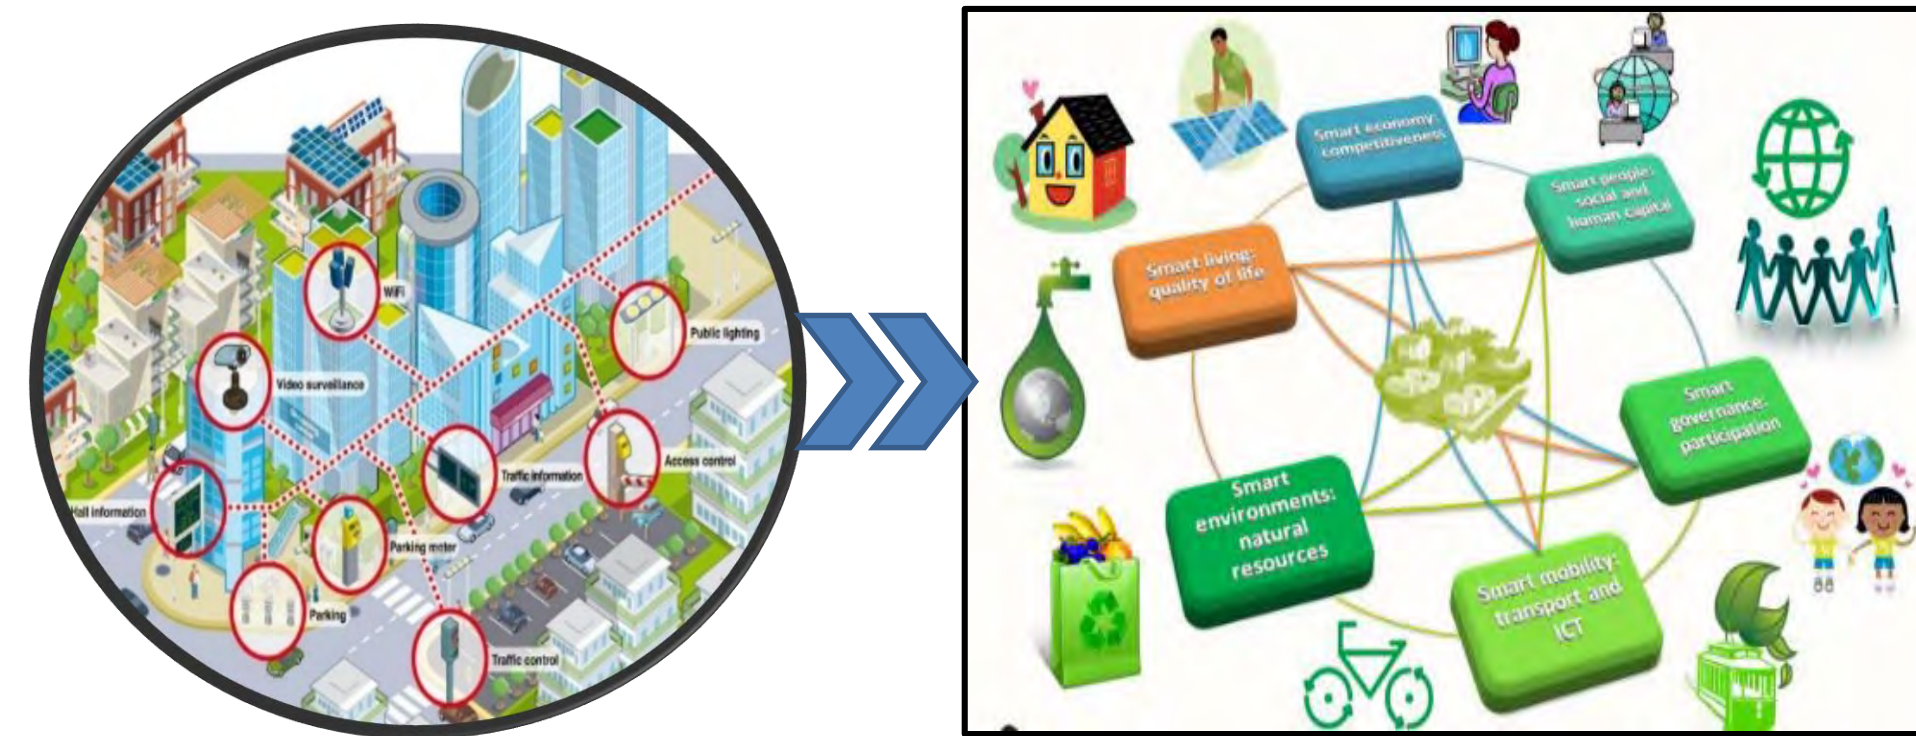 WiFi
Public lighting
Video surveillance
Access control
Traffic information
Hall information
Parking meter
Parking
Traffic control
Smart economy:
competitiveness
Smart people:
social and
human capital
Smart living:
quality of life
Smart
governance:
participation
Smart
environments:
natural
resources
Smart mobility:
transport and
ICT